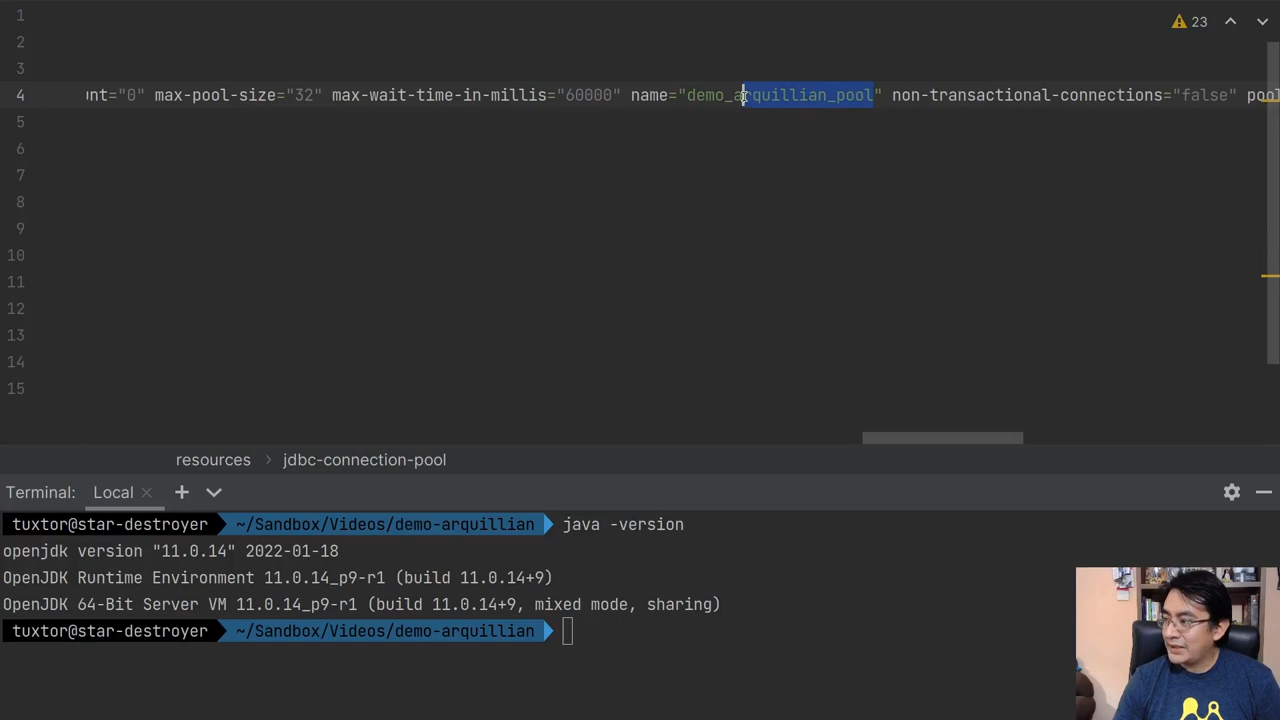 1
23
2
3
4
nt="0" max-pool-size="32" max-wait-time-in-millis="60000" name="demo_arquillian_pool" non-transactional-connections="false" pool
5
6
7
8
9
10
11
12
13
14
15
resources > jdbc-connection-pool
Terminal: Local
tuxtor@star-destroyer ~/Sandbox/Videos/demo-arquillian java -version
openjdk version "11.0.14" 2022-01-18
OpenJDK Runtime Environment 11.0.14_p9-r1 (build 11.0.14+9)
OpenJDK 64-Bit Server VM 11.0.14_p9-r1 (build 11.0.14+9, mixed mode, sharing)
tuxtor@star-destroyer ~/Sandbox/Videos/demo-arquillian